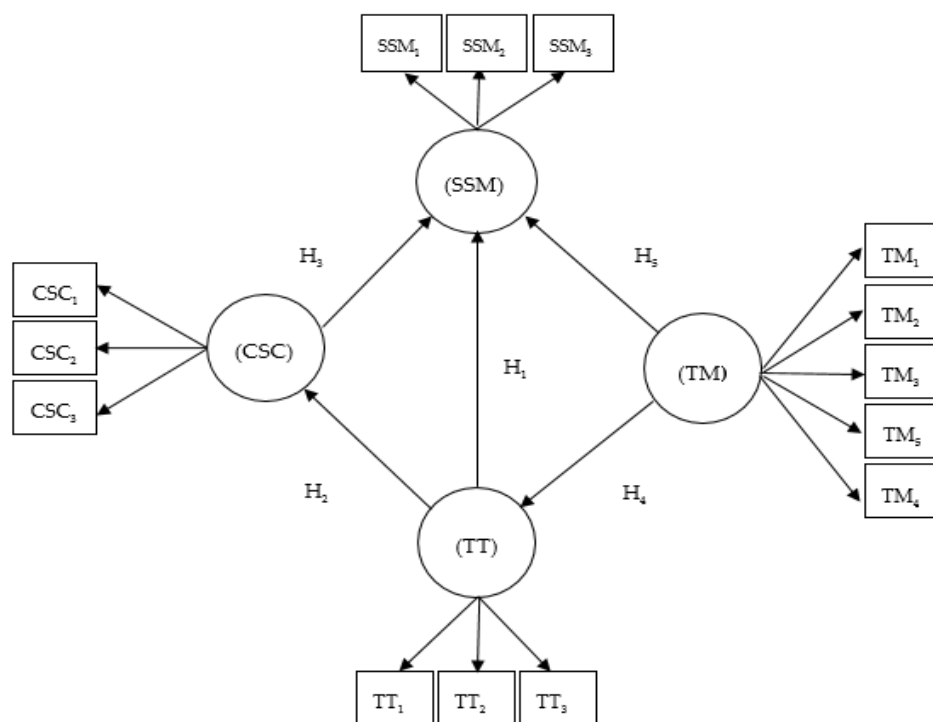 SSM₁ SSM₂ SSM₃
(SSM)
H₃ H₅
TM₁
CSC₁
TM₂
(CSC)
CSC₂
H₁
(TM)
TM₃
CSC₃
TM₅
H₂ H₄
TM₄
(TT)
TT₁ TT₂ TT₃